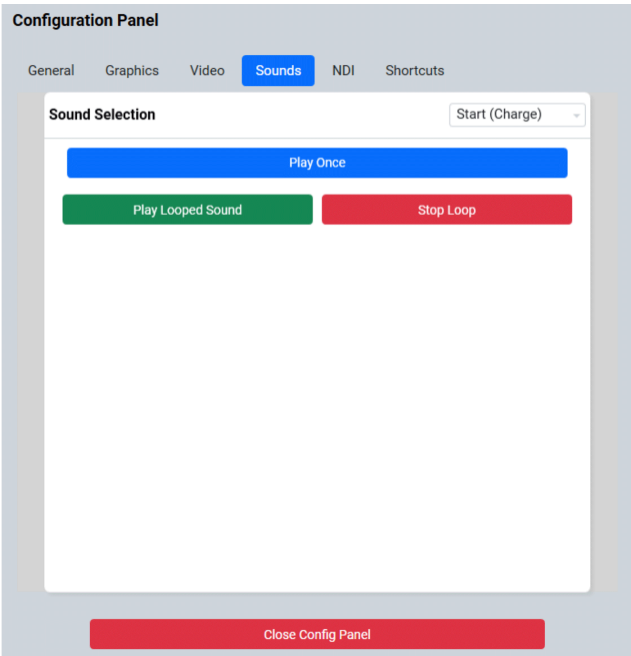 Configuration Panel
General Graphics Video Sounds NDI Shortcuts
Sound Selection Start (Charge)
Play Once
Play Looped Sound Stop Loop
Close Config Panel